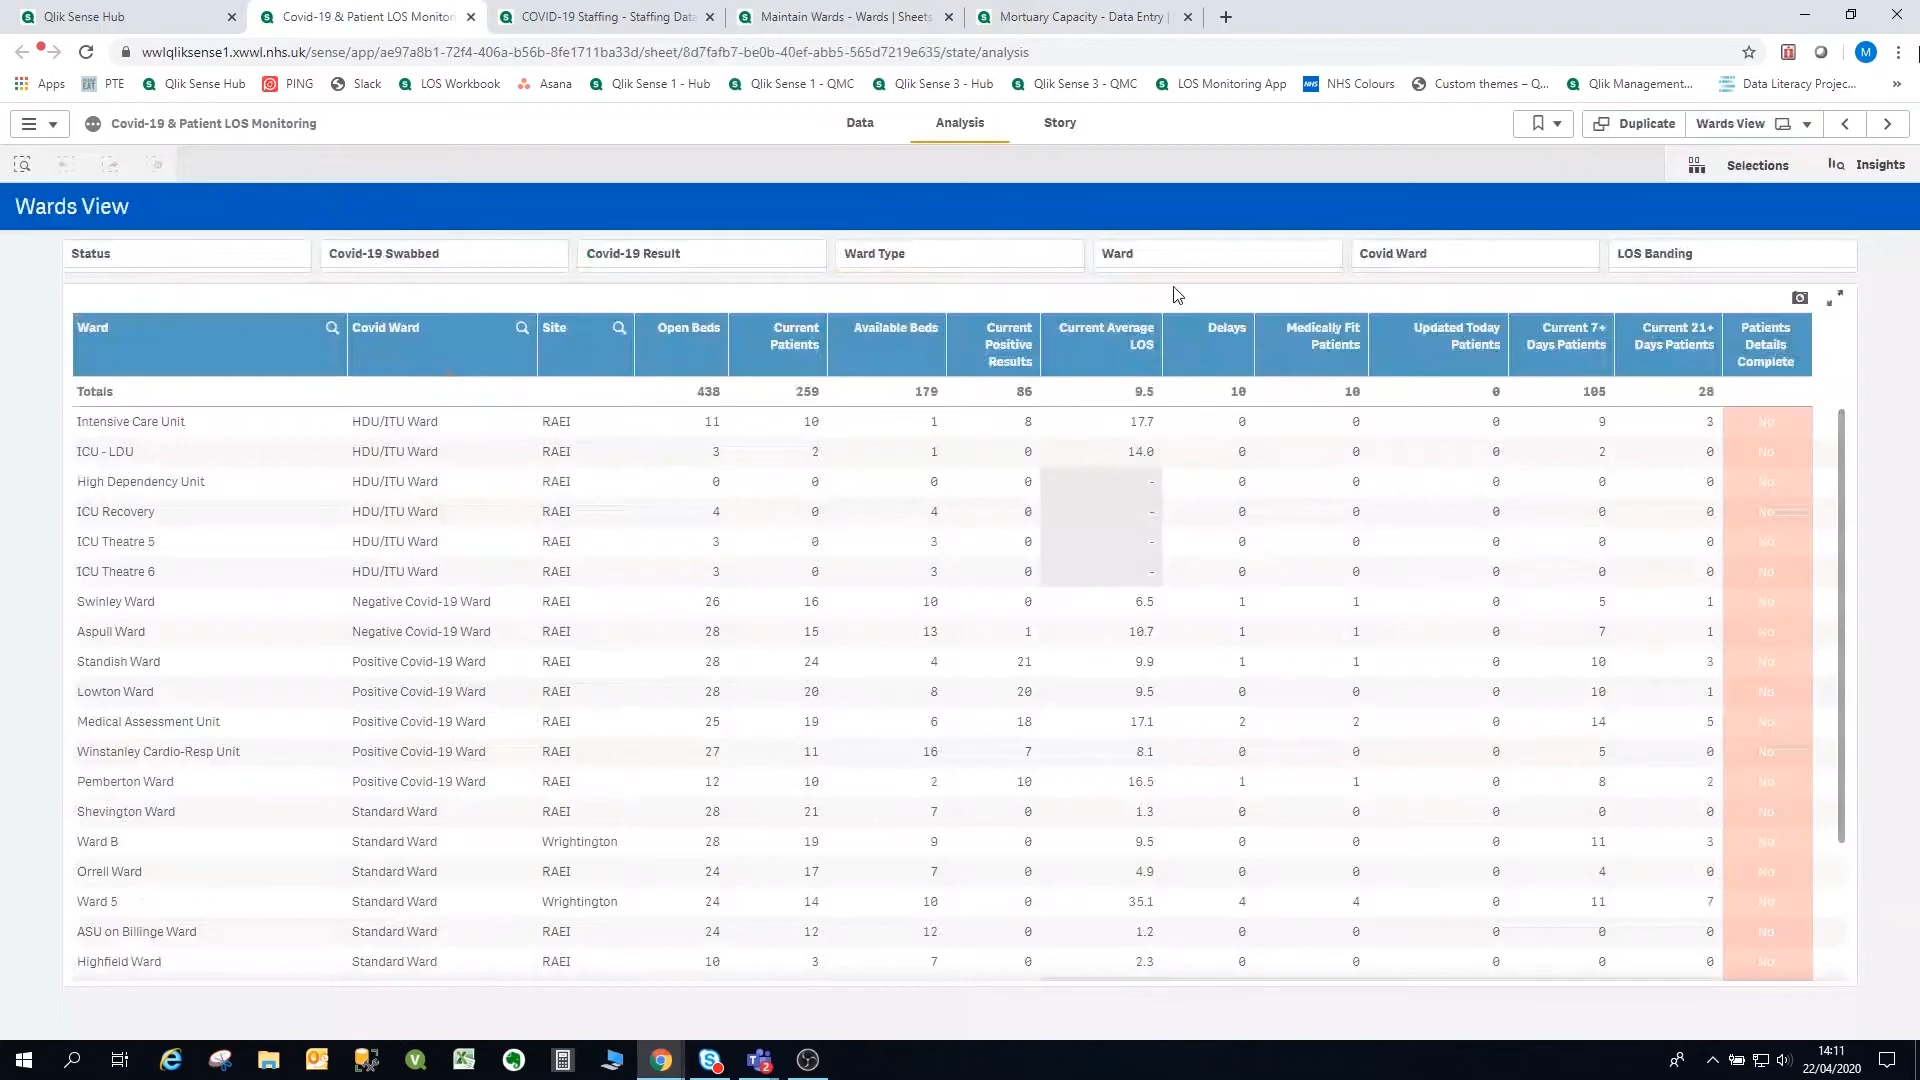 Qlik Sense Hub
Covid-19 & Patient LOS Monitorin
COVID-19 Staffing - Staffing Data
Maintain Wards - Wards | Sheets
Mortuary Capacity - Data Entry |
wwlqliksense1.xwwl.nhs.uk/sense/app/ae97a8b1-72f4-406a-b56b-8fe1711ba33d/sheet/8d7fafb7-be0b-40ef-abb5-565d7219e635/state/analysis
M
Apps PTE Qlik Sense Hub PING Slack LOS Workbook Asana Qlik Sense 1 - Hub Qlik Sense 1 - QMC Qlik Sense 3 - Hub Qlik Sense 3 - QMC LOS Monitoring App NHS NHS Colours Custom themes – Q... Qlik Management... Data Literacy Projec... »
Covid-19 & Patient LOS Monitoring Data Analysis Story Duplicate Wards View
Selections Insights
Wards View
Status Covid-19 Swabbed Covid-19 Result Ward Type Ward Covid Ward LOS Banding
Ward Covid Ward Site Open Beds Current Patients Available Beds Current Positive Results Current Average LOS Delays Medically Fit Patients Updated Today Patients Current 7+ Days Patients Current 21+ Days Patients Patients Details Complete
Totals 438 259 179 86 9.5 10 10 0 105 28
Intensive Care Unit HDU/ITU Ward RAEI 11 10 1 8 17.7 0 0 0 9 3 No
ICU - LDU HDU/ITU Ward RAEI 3 2 1 0 14.0 0 0 0 2 0 No
High Dependency Unit HDU/ITU Ward RAEI 0 0 0 0 - 0 0 0 0 0 No
ICU Recovery HDU/ITU Ward RAEI 4 0 4 0 - 0 0 0 0 0 No
ICU Theatre 5 HDU/ITU Ward RAEI 3 0 3 0 - 0 0 0 0 0 No
ICU Theatre 6 HDU/ITU Ward RAEI 3 0 3 0 - 0 0 0 0 0 No
Swinley Ward Negative Covid-19 Ward RAEI 26 16 10 0 6.5 1 1 0 5 1 No
Aspull Ward Negative Covid-19 Ward RAEI 28 15 13 1 10.7 1 1 0 7 1 No
Standish Ward Positive Covid-19 Ward RAEI 28 24 4 21 9.9 1 1 0 10 3 No
Lowton Ward Positive Covid-19 Ward RAEI 28 20 8 20 9.5 0 0 0 10 1 No
Medical Assessment Unit Positive Covid-19 Ward RAEI 25 19 6 18 17.1 2 2 0 14 5 No
Winstanley Cardio-Resp Unit Positive Covid-19 Ward RAEI 27 11 16 7 8.1 0 0 0 5 0 No
Pemberton Ward Positive Covid-19 Ward RAEI 12 10 2 10 16.5 1 1 0 8 2 No
Shevington Ward Standard Ward RAEI 28 21 7 0 1.3 0 0 0 0 0 No
Ward B Standard Ward Wrightington 28 19 9 0 9.5 0 0 0 11 3 No
Orrell Ward Standard Ward RAEI 24 17 7 0 4.9 0 0 0 4 0 No
Ward 5 Standard Ward Wrightington 24 14 10 0 35.1 4 4 0 11 7 No
ASU on Billinge Ward Standard Ward RAEI 24 12 12 0 1.2 0 0 0 0 0 No
Highfield Ward Standard Ward RAEI 10 3 7 0 2.3 0 0 0 0 0 No
14:11
22/04/2020